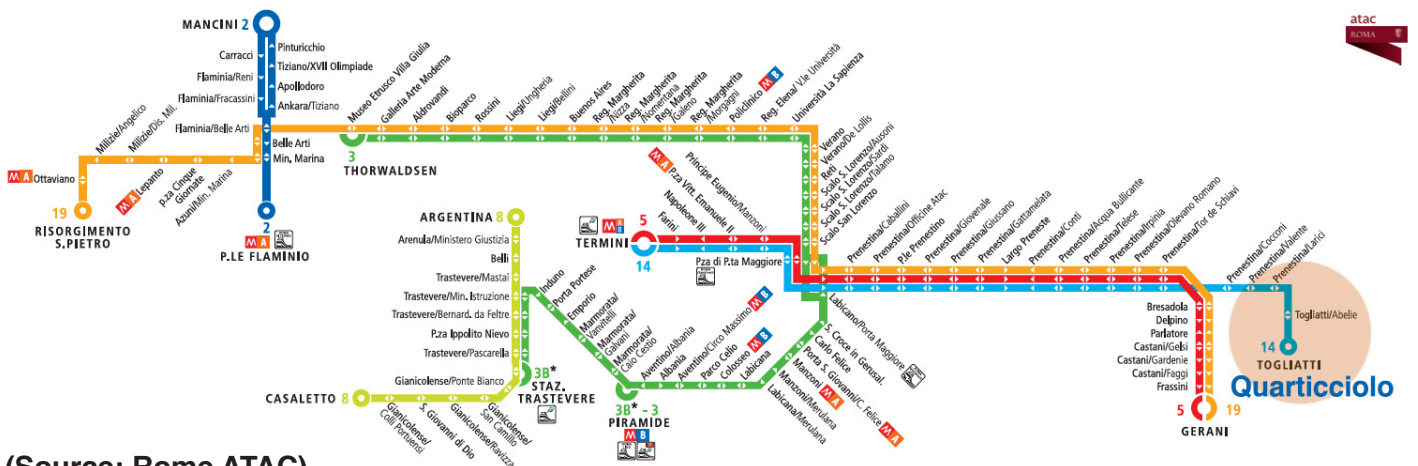 atac
ROMA
MANCINI 2
Pinturicchio
Carracci
Tiziano/XVII Olimpiade
Flaminia/Reni
Apollodoro
Flaminia/Fracassini
Ankara/Tiziano
Flaminia/Belle Arti
Belle Arti
Min. Marina
Milizie/Angelico
Milizie/Dis. Mil.
M A Ottaviano
M A Lepanto
p.za Cinque
Giornate
Azuni/Min. Marina
19
RISORGIMENTO
S.PIETRO
2
P.LE FLAMINIO
M A
Museo Etrusco Villa Giulia
Galleria Arte Moderna
Aldrovandi
Bioparco
Rossini
Liegi/Ungheria
Liegi/Bellini
Buenos Aires
Reg. Margherita
/Nizza
Reg. Margherita
/Nomentana
Reg. Margherita
/Galeno
Reg. Margherita
/Morgagni
Policlinico M B
Reg. Elena/ V.le Università
Università La Sapienza
3
THORWALDSEN
Verano
Verano/De Lollis
Reti
Scalo S. Lorenzo/Ausoni
Scalo S. Lorenzo/Sardi
Scalo S. Lorenzo/Talamo
Scalo San Lorenzo
M A B
5
TERMINI
14
Farini
Napoleone III
M A P.za Vitt. Emanuele II
Principe Eugenio/Manzoni
P.za di P.ta Maggiore
Prenestina/Caballini
Prenestina/Officine Atac
P.le Prenestino
Prenestina/Giovenale
Prenestina/Giussano
Prenestina/Gattamelata
Largo Preneste
Prenestina/Conti
Prenestina/Acqua Bullicante
Prenestina/Telese
Prenestina/Irpinia
Prenestina/Olevano Romano
Prenestina/Tor de Schiavi
Prenestina/Cocconi
Prenestina/Valente
Prenestina/Larici
Togliatti/Abelie
14
TOGLIATTI
Quarticciolo
Bresadola
Delpino
Parlatore
Castani/Gelsi
Castani/Gardenie
Castani/Faggi
Frassini
5
19
GERANI
ARGENTINA 8
Arenula/Ministero Giustizia
Belli
Trastevere/Mastai
Trastevere/Min. Istruzione
Trastevere/Bernard. da Feltre
P.za Ippolito Nievo
Trastevere/Pascarella
Gianicolense/Ponte Bianco
CASALETTO 8
Gianicolense/
Colli Portuensi
S. Giovanni di Dio
Gianicolense/Ravizza
Gianicolense/
San Camillo
3B*
STAZ.
TRASTEVERE
Induno
Porta Portese
Emporio
Marmorata/
Vanvitelli
Marmorata/
Galvani
Marmorata/
Caio Cestio
3B* - 3
PIRAMIDE
M B
Aventino/Albania
Albania
Aventino/Circo Massimo M B
Parco Celio
Colosseo M B
Labicana
Labicana/Merulana
Manzoni/Merulana
Manzoni M A
Porta S. Giovanni/C. Felice M A
Carlo Felice
S. Croce in Gerusal.
Labicano/Porta Maggiore
(Source: Rome ATAC)